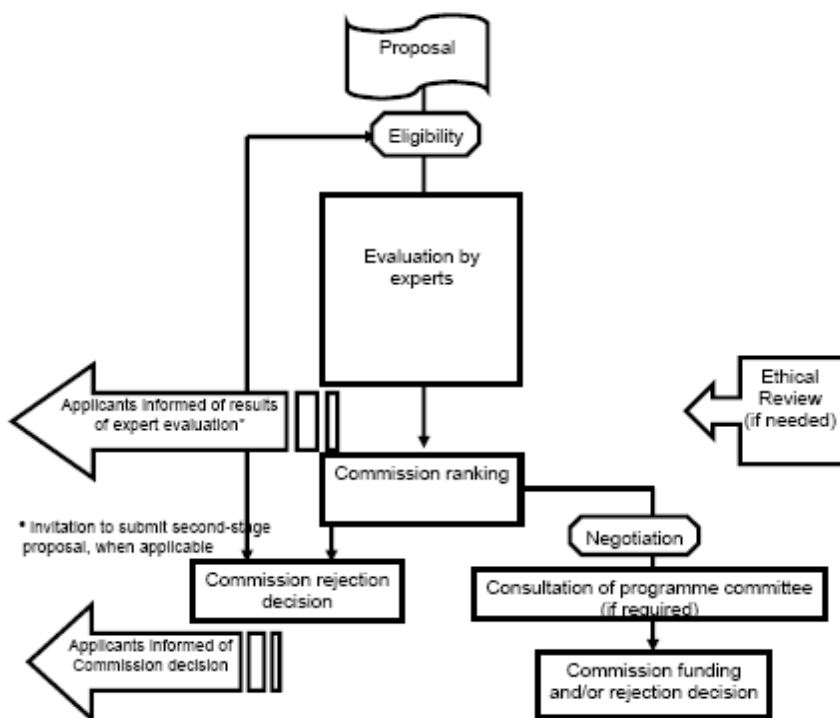 Proposal
Eligibility
Evaluation by
experts
Ethical
Review
(if needed)
Applicants informed of results
of expert evaluation*
Commission ranking
* Invitation to submit second-stage
proposal, when applicable
Negotiation
Commission rejection
decision
Consultation of programme committee
(if required)
Applicants informed of
Commission decision
Commission funding
and/or rejection decision